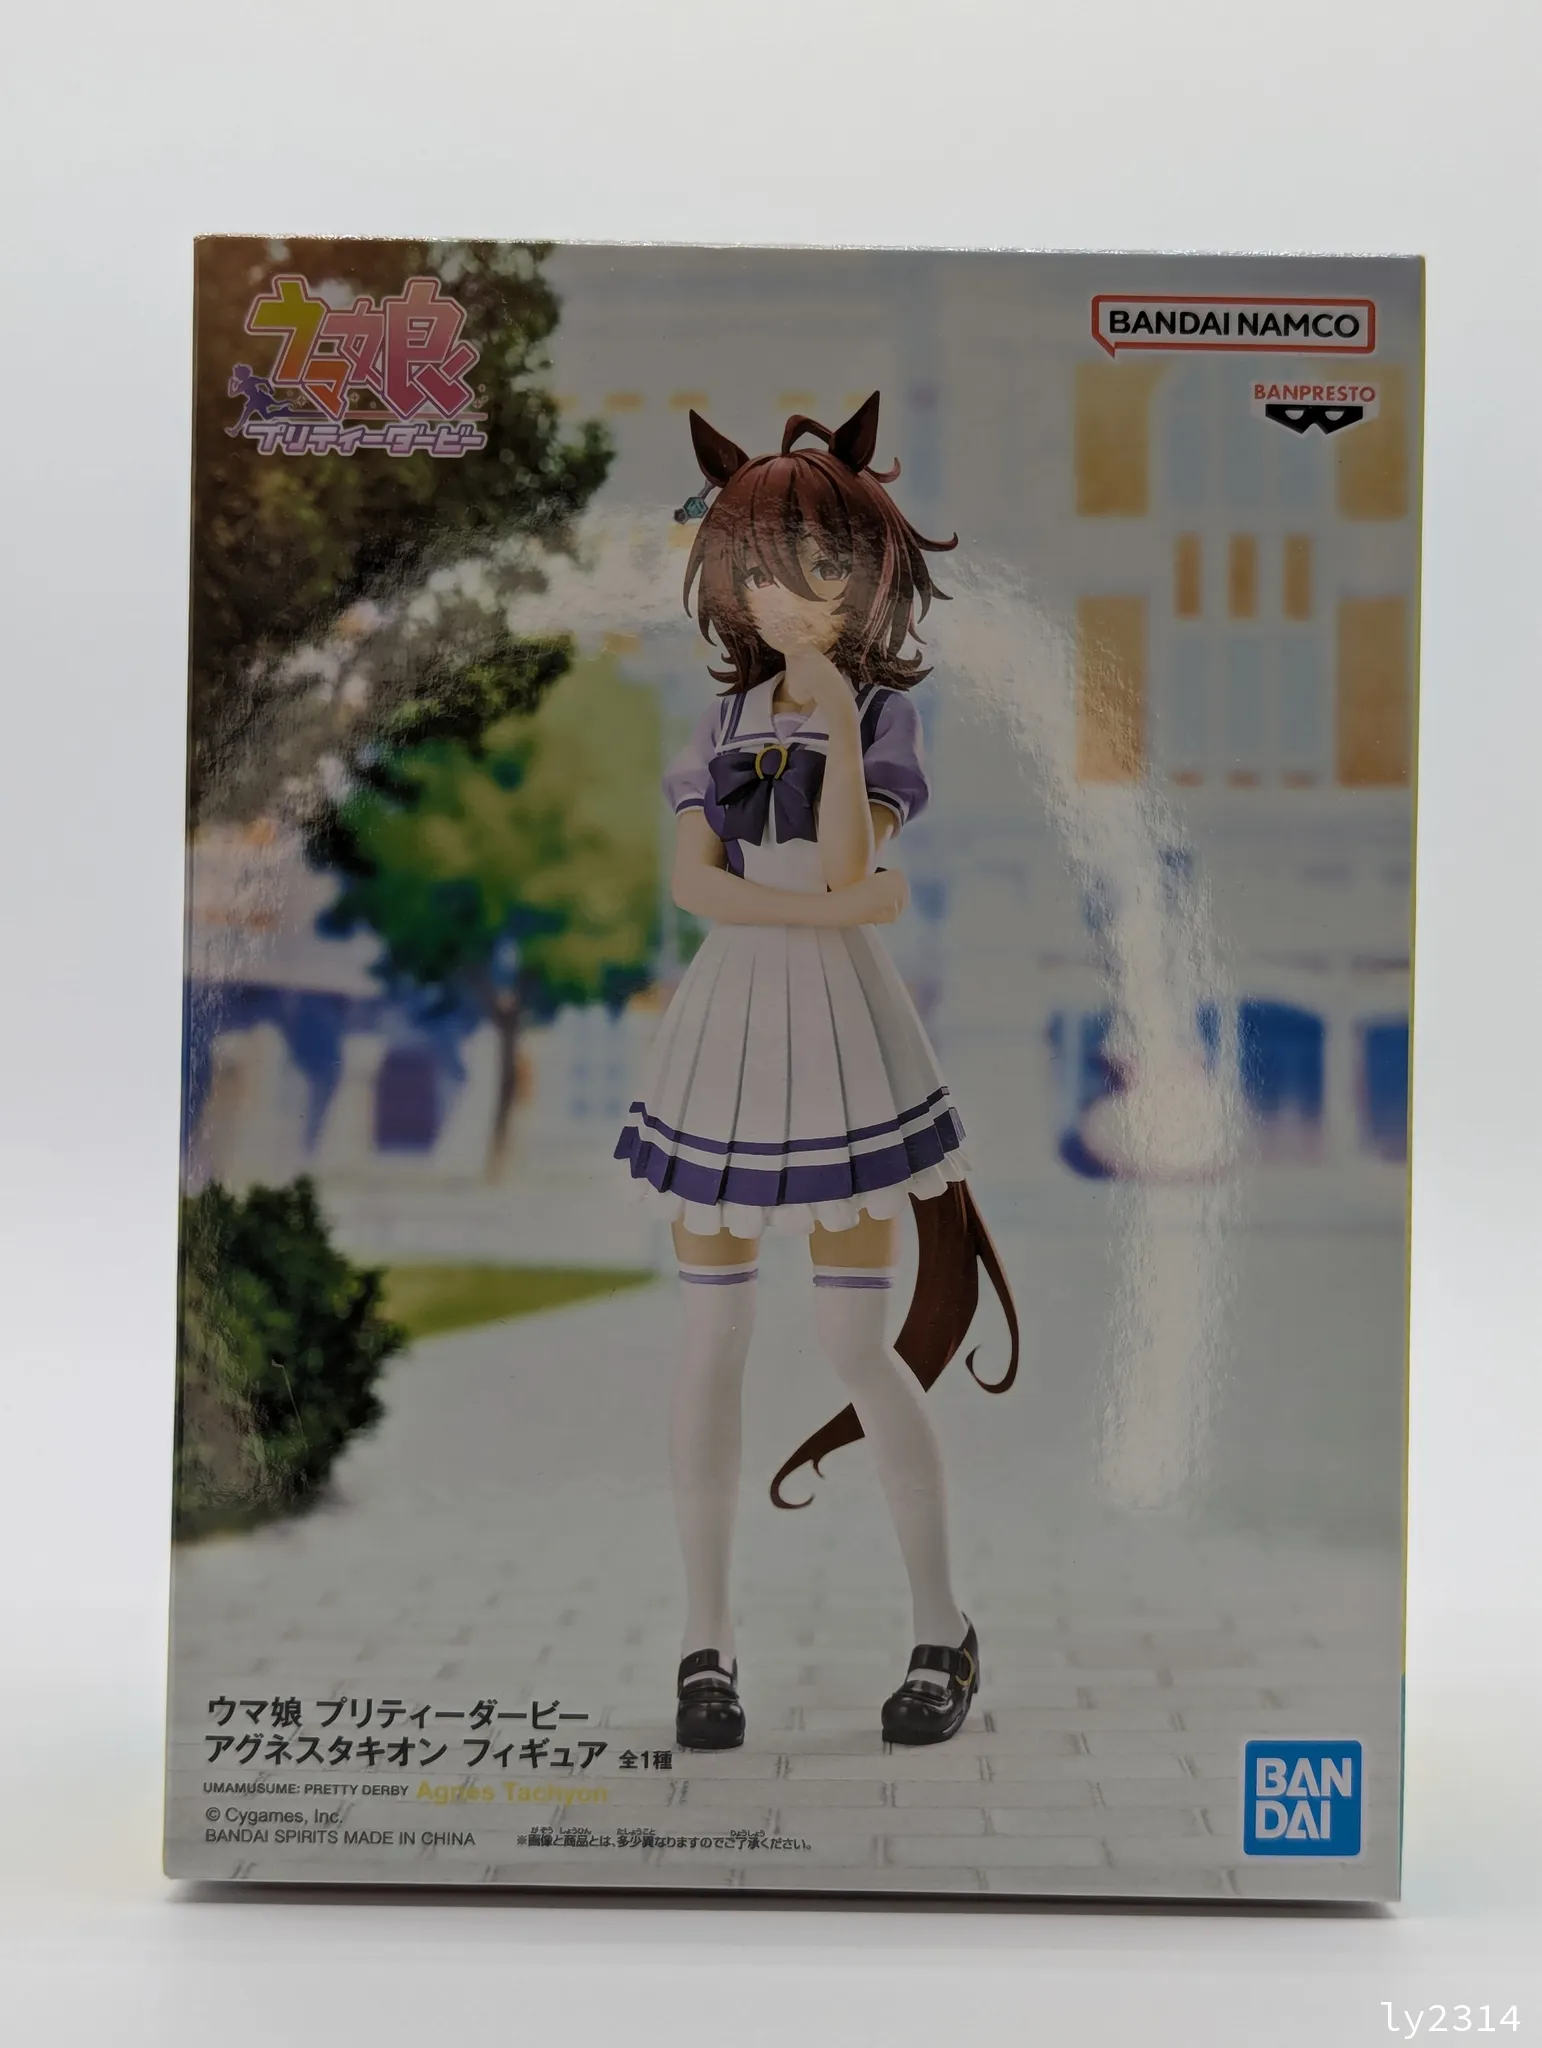 ウマ娘
プリティーダービー
BANDAI NAMCO
BANPRESTO
ウマ娘 プリティーダービー
アグネスタキオン フィギュア 全1種
UMAMUSUME: PRETTY DERBY Agnes Tachyon
© Cygames, Inc.
BANDAI SPIRITS MADE IN CHINA
※画像と商品とは、多少異なりますのでご了承ください。
BAN
DAI
ly2314